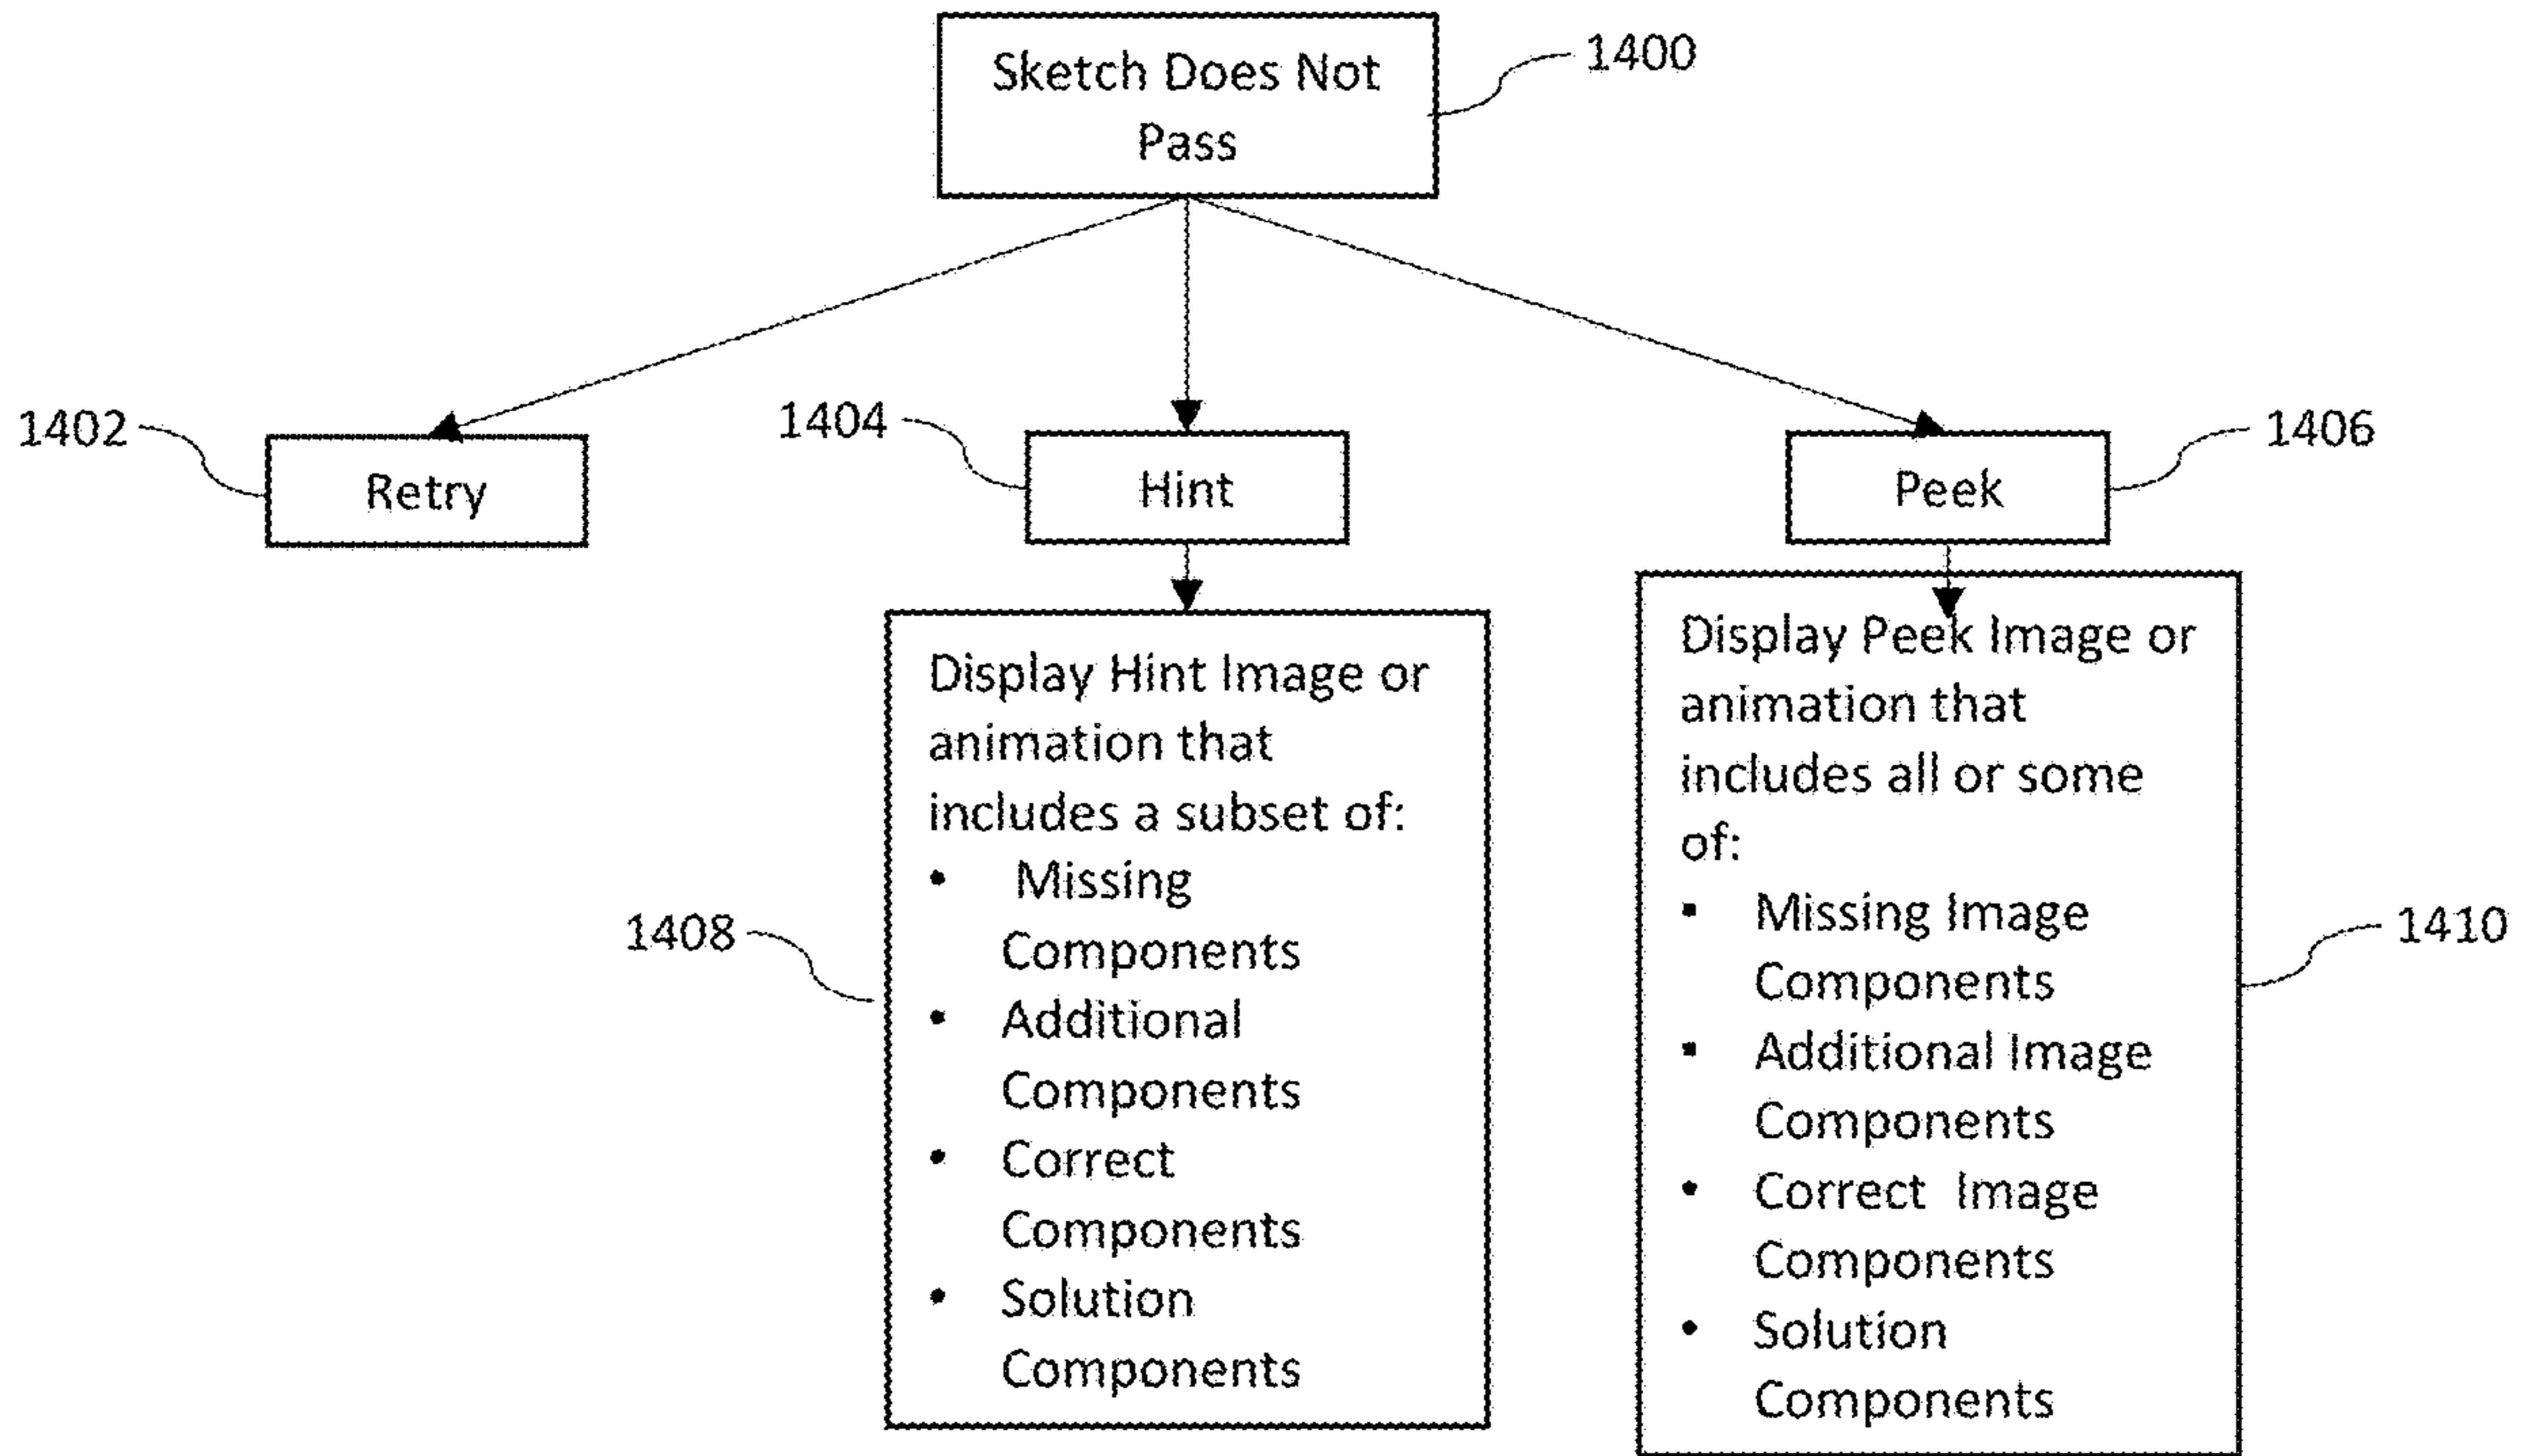 Sketch Does Not
Pass
1400
1402
Retry
1404
Hint
1406
Peek
1408
Display Hint Image or
animation that
includes a subset of:
• Missing
Components
• Additional
Components
• Correct
Components
• Solution
Components
1410
Display Peek Image or
animation that
includes all or some
of:
▪ Missing Image
Components
▪ Additional Image
Components
• Correct Image
Components
• Solution
Components